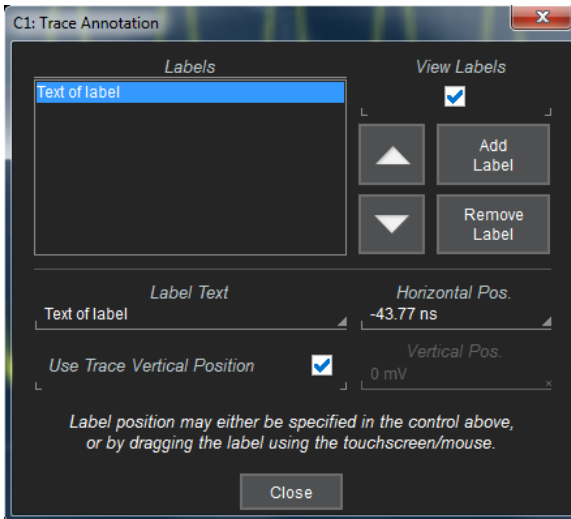 C1: Trace Annotation
Labels
View Labels
Text of label
Add
Label
Remove
Label
Label Text
Horizontal Pos.
Text of label
-43.77 ns
Use Trace Vertical Position
Vertical Pos.
0 mV
Label position may either be specified in the control above,
or by dragging the label using the touchscreen/mouse.
Close